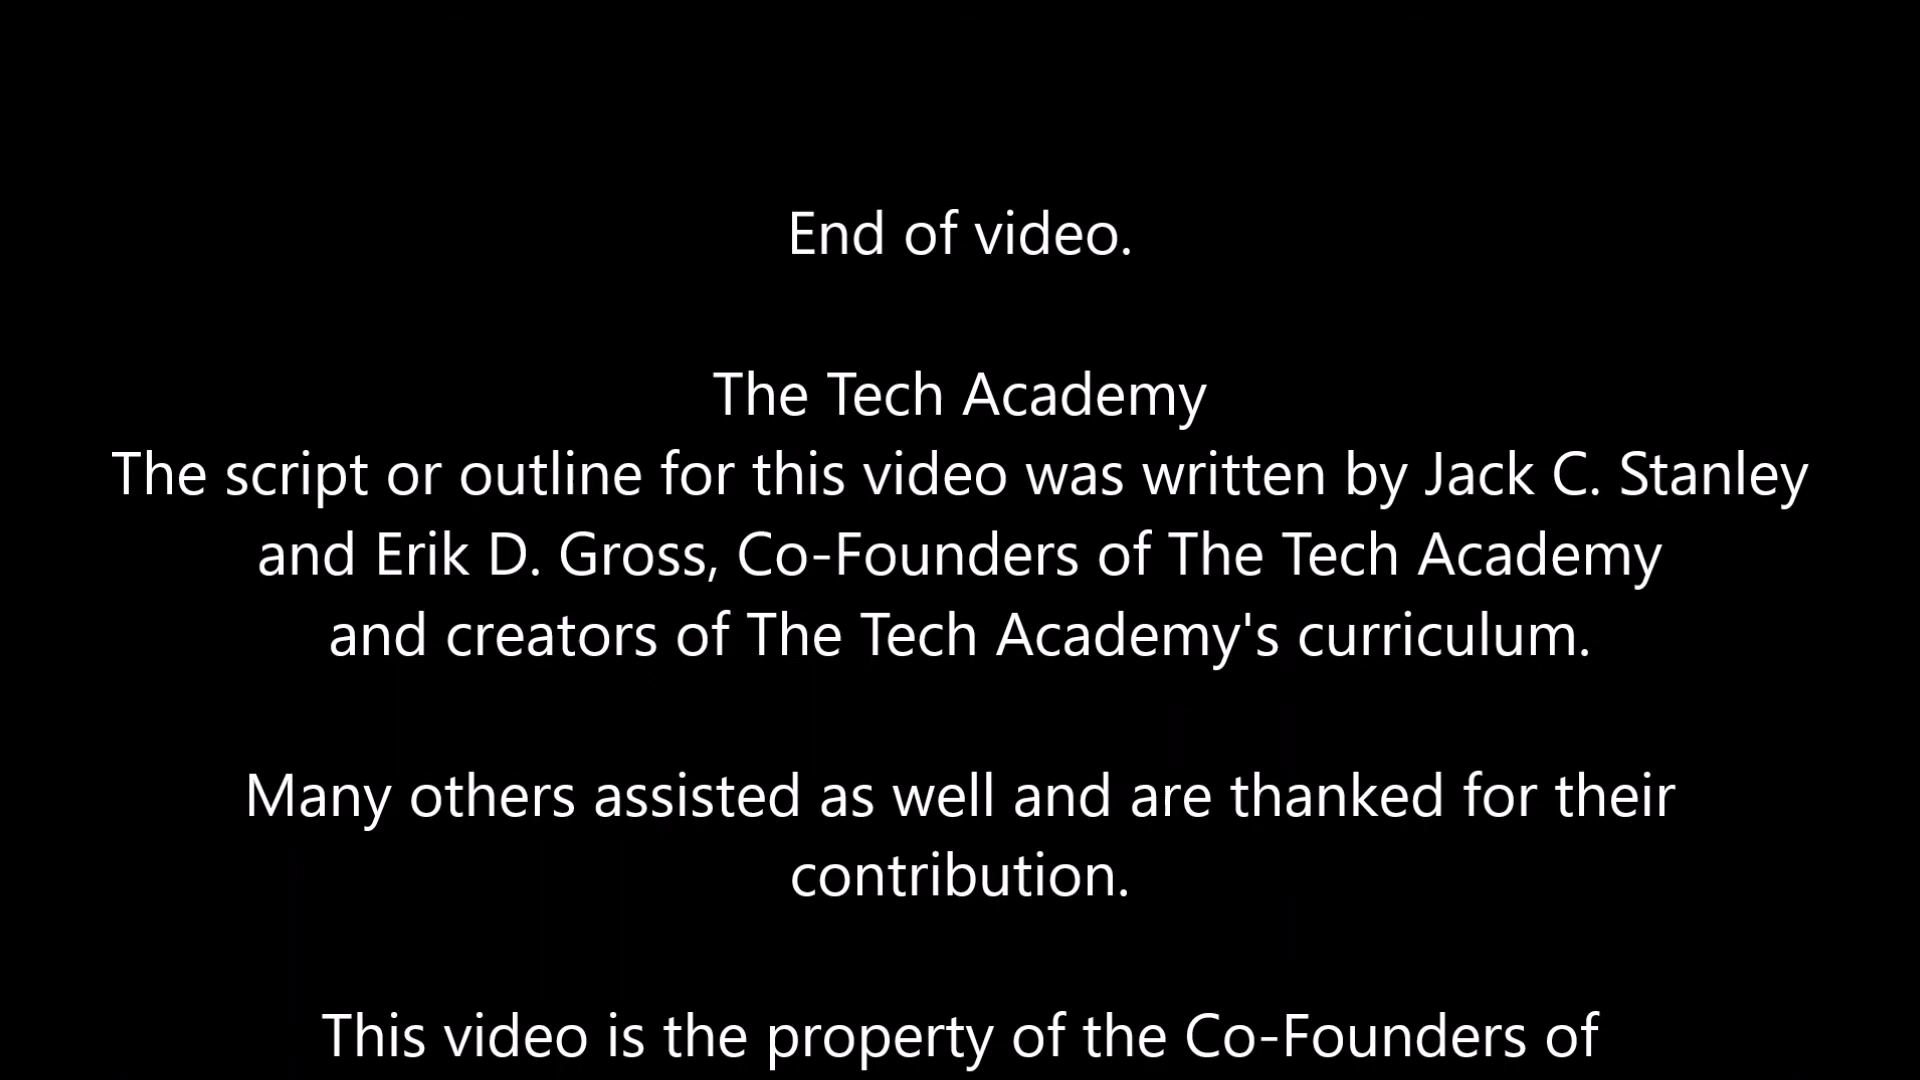 End of video.
The Tech Academy
The script or outline for this video was written by Jack C. Stanley
and Erik D. Gross, Co-Founders of The Tech Academy
and creators of The Tech Academy's curriculum.
Many others assisted as well and are thanked for their
contribution.
This video is the property of the Co-Founders of